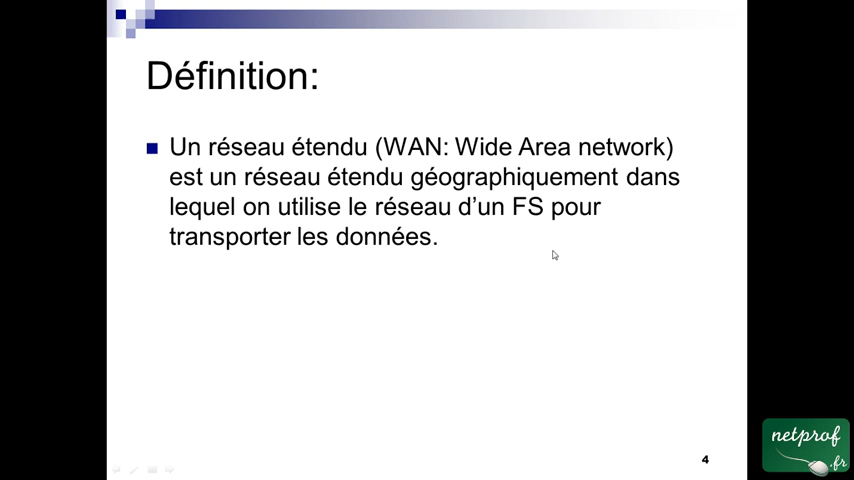 Définition:
Un réseau étendu (WAN: Wide Area network)
est un réseau étendu géographiquement dans
lequel on utilise le réseau d'un FS pour
transporter les données.
4
netprof
.fr